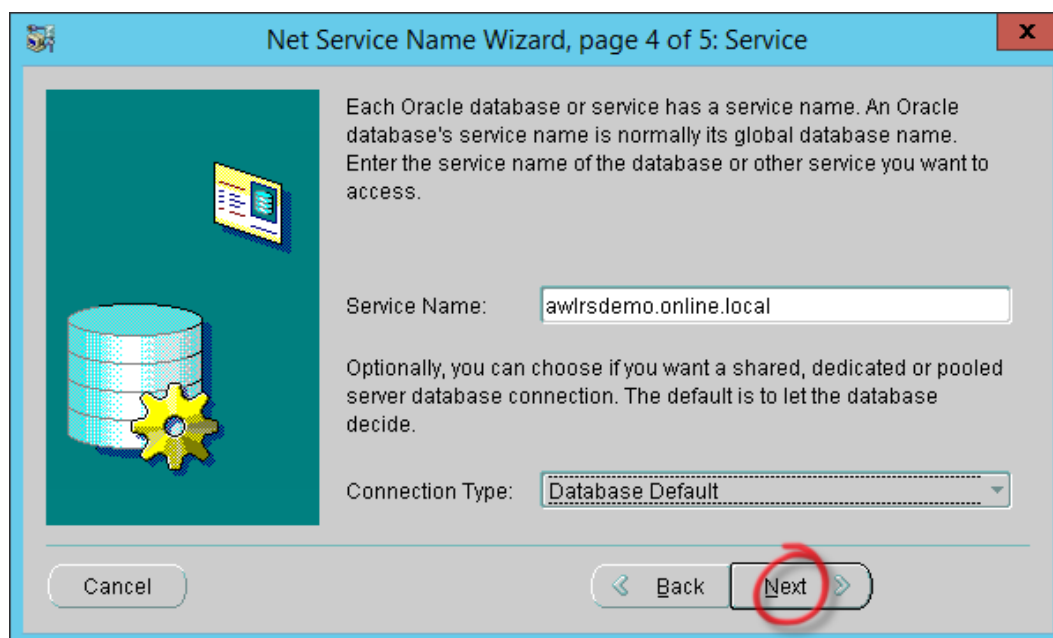 Net Service Name Wizard, page 4 of 5: Service
x
Each Oracle database or service has a service name. An Oracle
database's service name is normally its global database name.
Enter the service name of the database or other service you want to
access.
Service Name: awlrsdemo.online.local
Optionally, you can choose if you want a shared, dedicated or pooled
server database connection. The default is to let the database
decide.
Connection Type: Database Default
Cancel Back Next